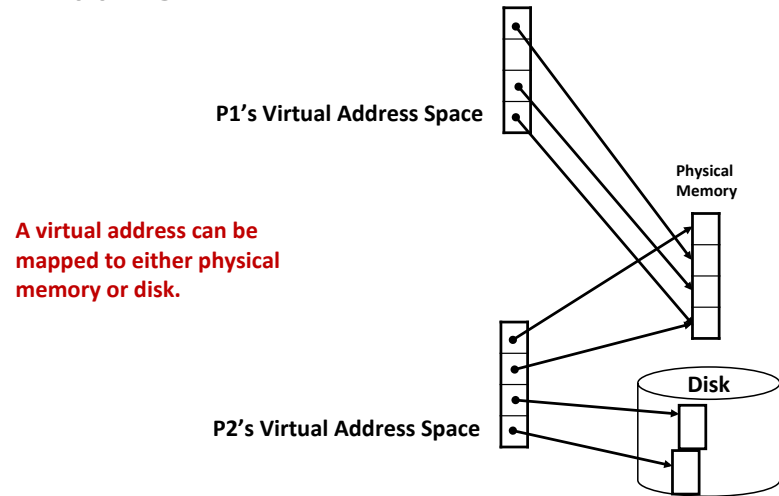 P1's Virtual Address Space
Physical
Memory
A virtual address can be
mapped to either physical
memory or disk.
Disk
P2's Virtual Address Space